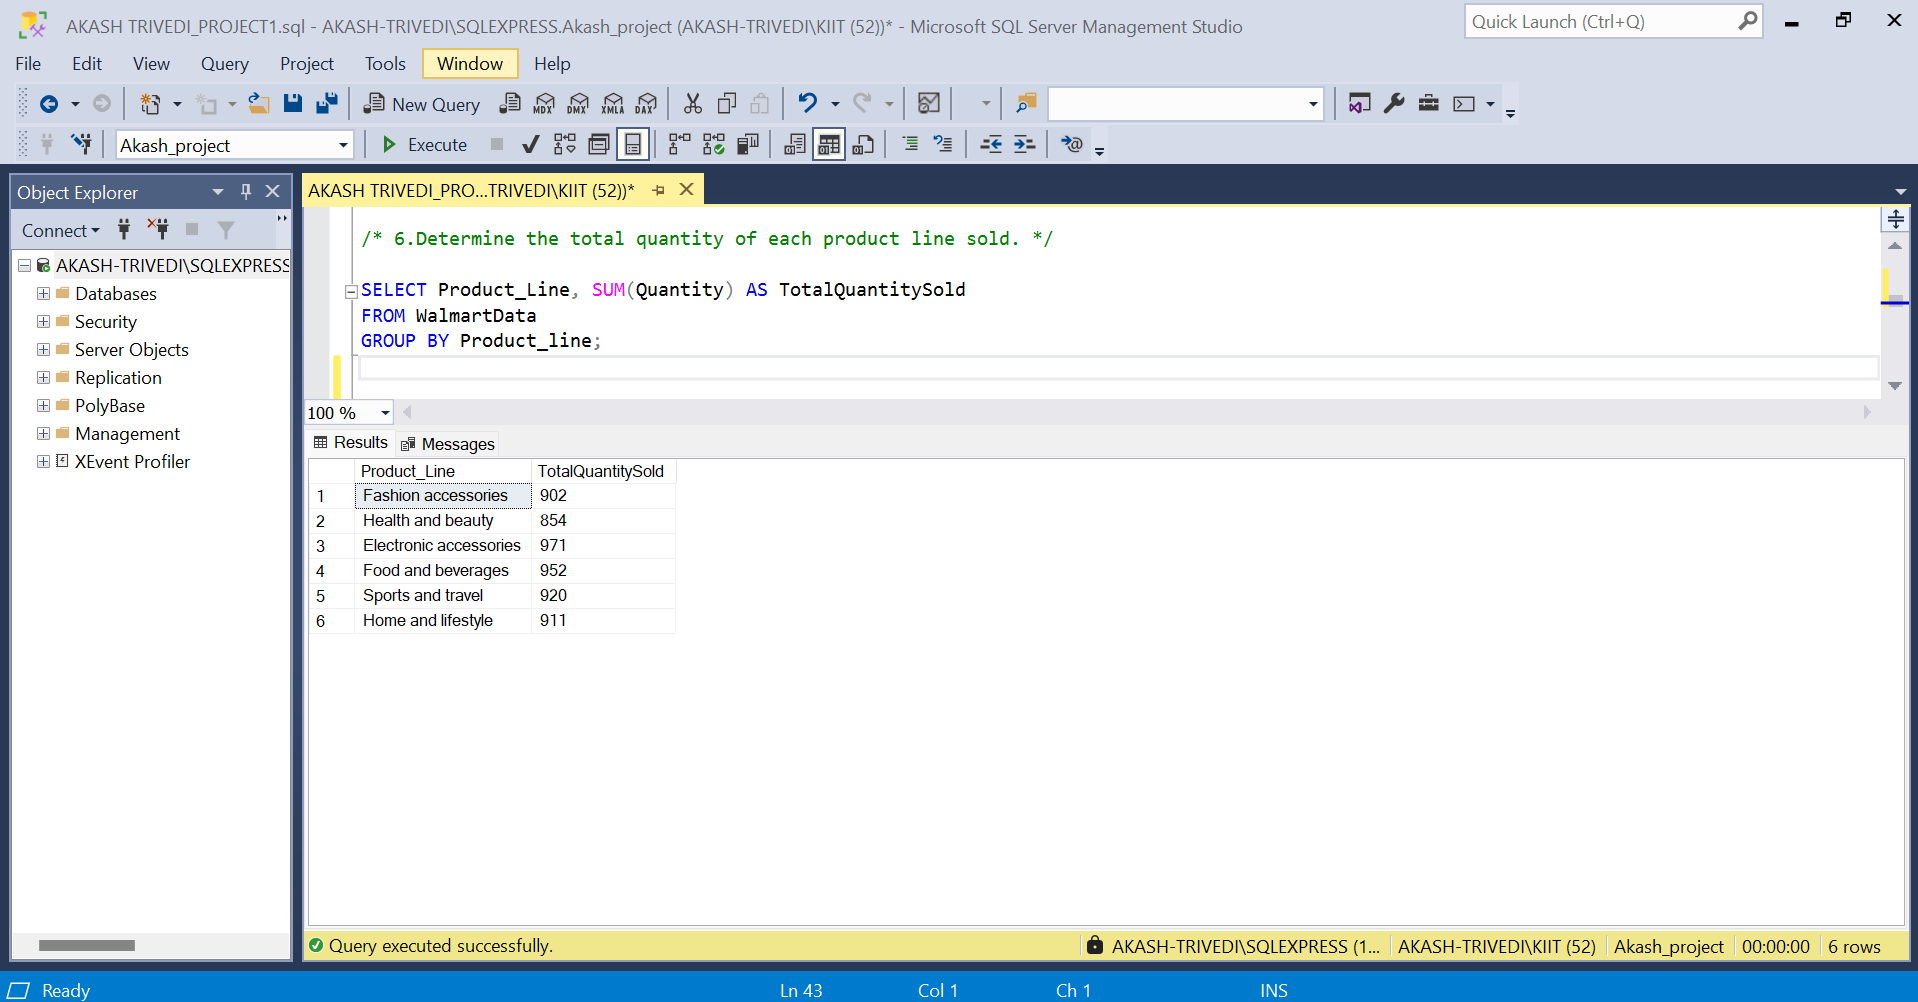 AKASH TRIVEDI_PROJECT1.sql - AKASH-TRIVEDI\SQLEXPRESS.Akash_project (AKASH-TRIVEDI\KIIT (52))* - Microsoft SQL Server Management Studio
Quick Launch (Ctrl+Q)
File Edit View Query Project Tools Window Help
New Query MDX DMX XMLA DAX
Akash_project Execute
Object Explorer
Connect
AKASH-TRIVEDI\SQLEXPRESS
Databases
Security
Server Objects
Replication
PolyBase
Management
XEvent Profiler
AKASH TRIVEDI_PRO...TRIVEDI\KIIT (52))*
/* 6.Determine the total quantity of each product line sold. */
SELECT Product_Line, SUM(Quantity) AS TotalQuantitySold
FROM WalmartData
GROUP BY Product_line;
100 %
Results Messages
Product_Line TotalQuantitySold
1 Fashion accessories 902
2 Health and beauty 854
3 Electronic accessories 971
4 Food and beverages 952
5 Sports and travel 920
6 Home and lifestyle 911
Query executed successfully. AKASH-TRIVEDI\SQLEXPRESS (1... AKASH-TRIVEDI\KIIT (52) Akash_project 00:00:00 6 rows
Ready Ln 43 Col 1 Ch 1 INS